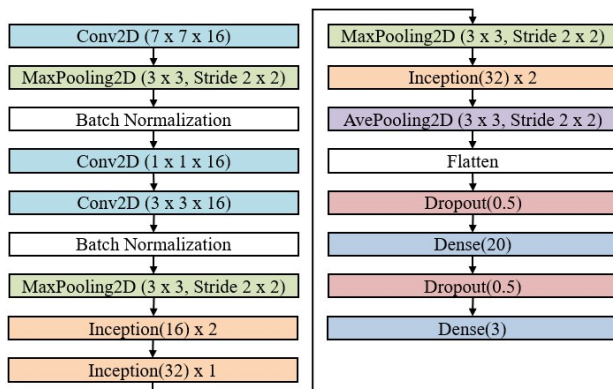 Conv2D (7 x 7 x 16)
MaxPooling2D (3 x 3, Stride 2 x 2)
Batch Normalization
Conv2D (1 x 1 x 16)
Conv2D (3 x 3 x 16)
Batch Normalization
MaxPooling2D (3 x 3, Stride 2 x 2)
Inception(16) x 2
Inception(32) x 1
MaxPooling2D (3 x 3, Stride 2 x 2)
Inception(32) x 2
AvePooling2D (3 x 3, Stride 2 x 2)
Flatten
Dropout(0.5)
Dense(20)
Dropout(0.5)
Dense(3)